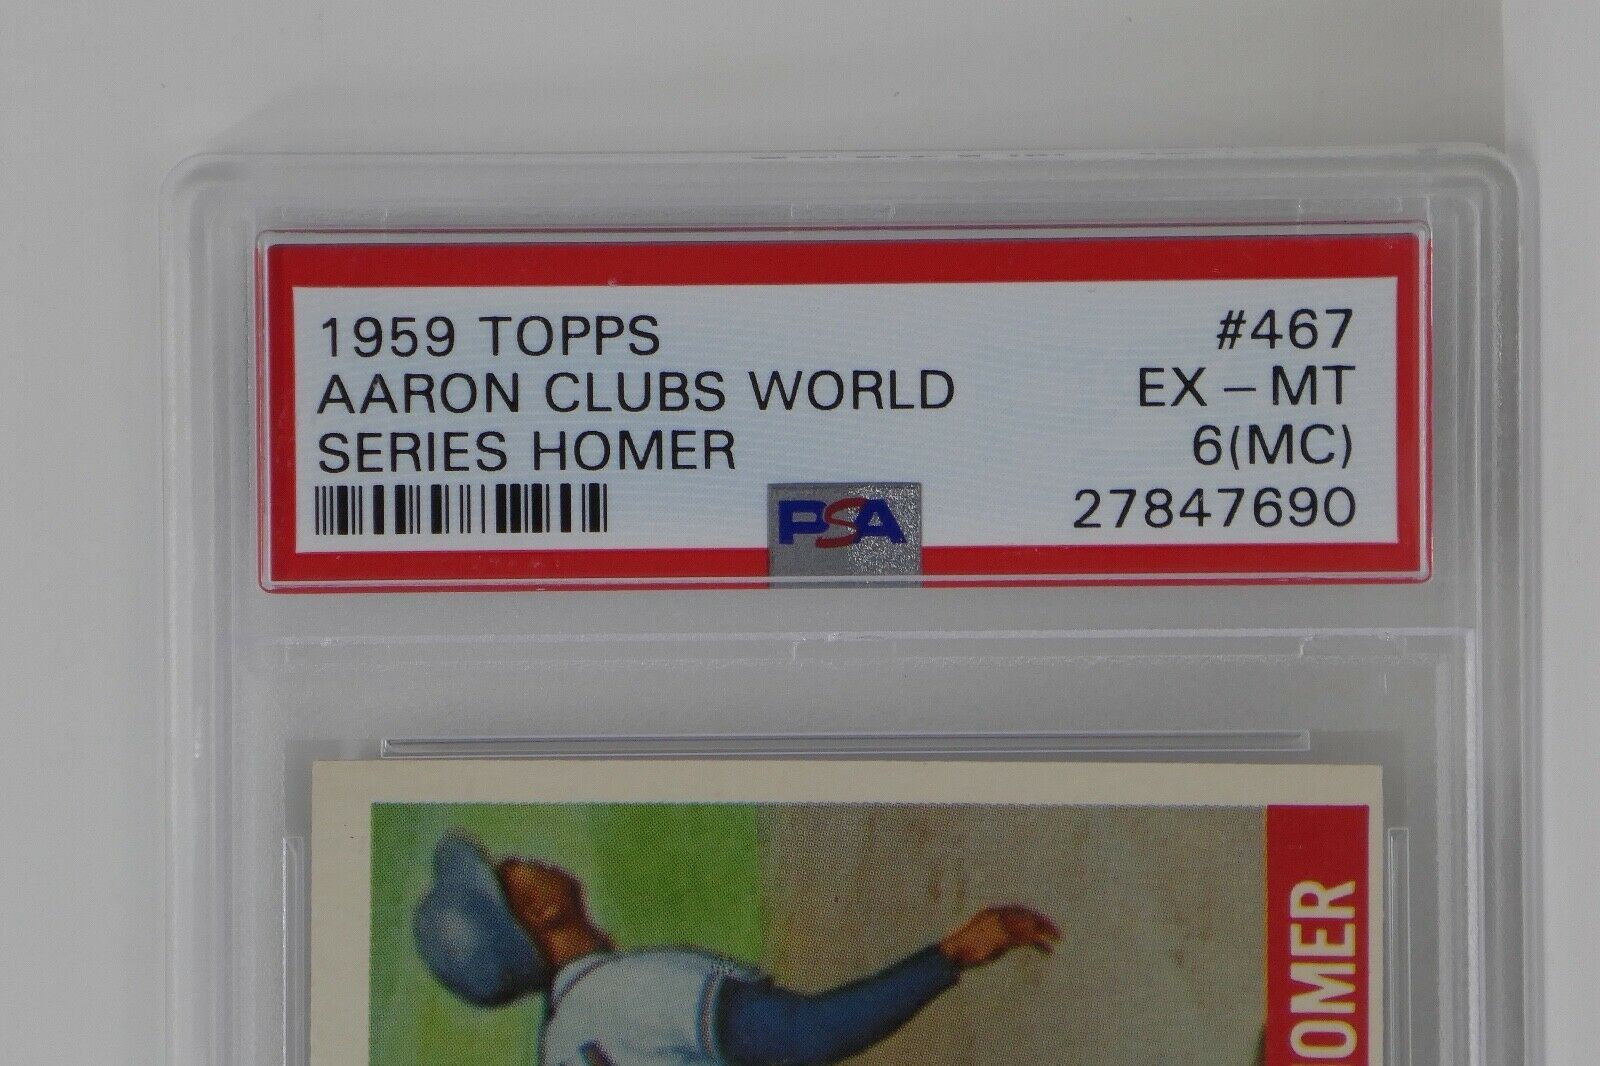 1959 TOPPS #467
AARON CLUBS WORLD EX - MT
SERIES HOMER 6(MC)
PSA 27847690
OMER